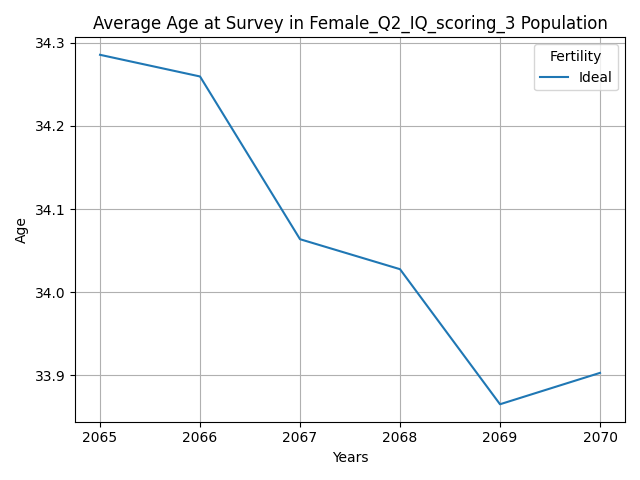 Average Age at Survey in Female_Q2_IQ_scoring_3 Population
34.3
34.2
34.1
34.0
33.9
Age
Fertility
Ideal
2065 2066 2067 2068 2069 2070
Years